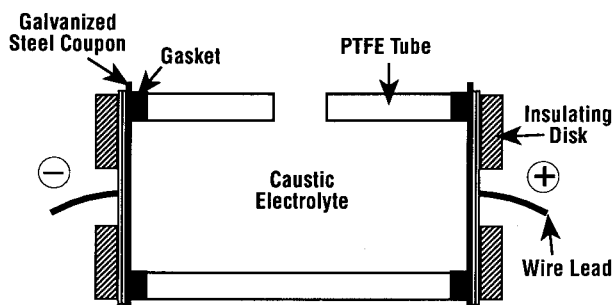 Galvanized
Steel Coupon
Gasket
PTFE Tube
Insulating
Disk
−
Caustic
Electrolyte
+
Wire Lead